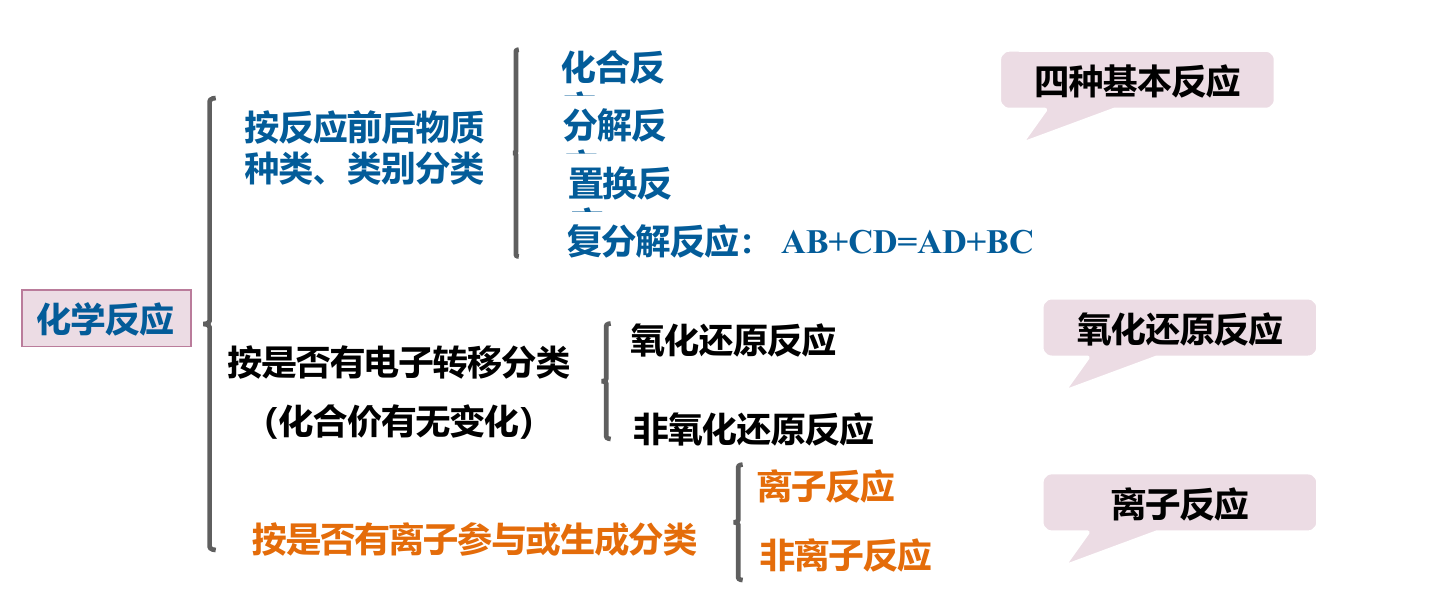 化合反
四种基本反应
按反应前后物质
种类、类别分类
分解反
置换反
复分解反应： AB+CD=AD+BC
化学反应
按是否有电子转移分类
（化合价有无变化）
氧化还原反应
氧化还原反应
非氧化还原反应
按是否有离子参与或生成分类
离子反应
离子反应
非离子反应